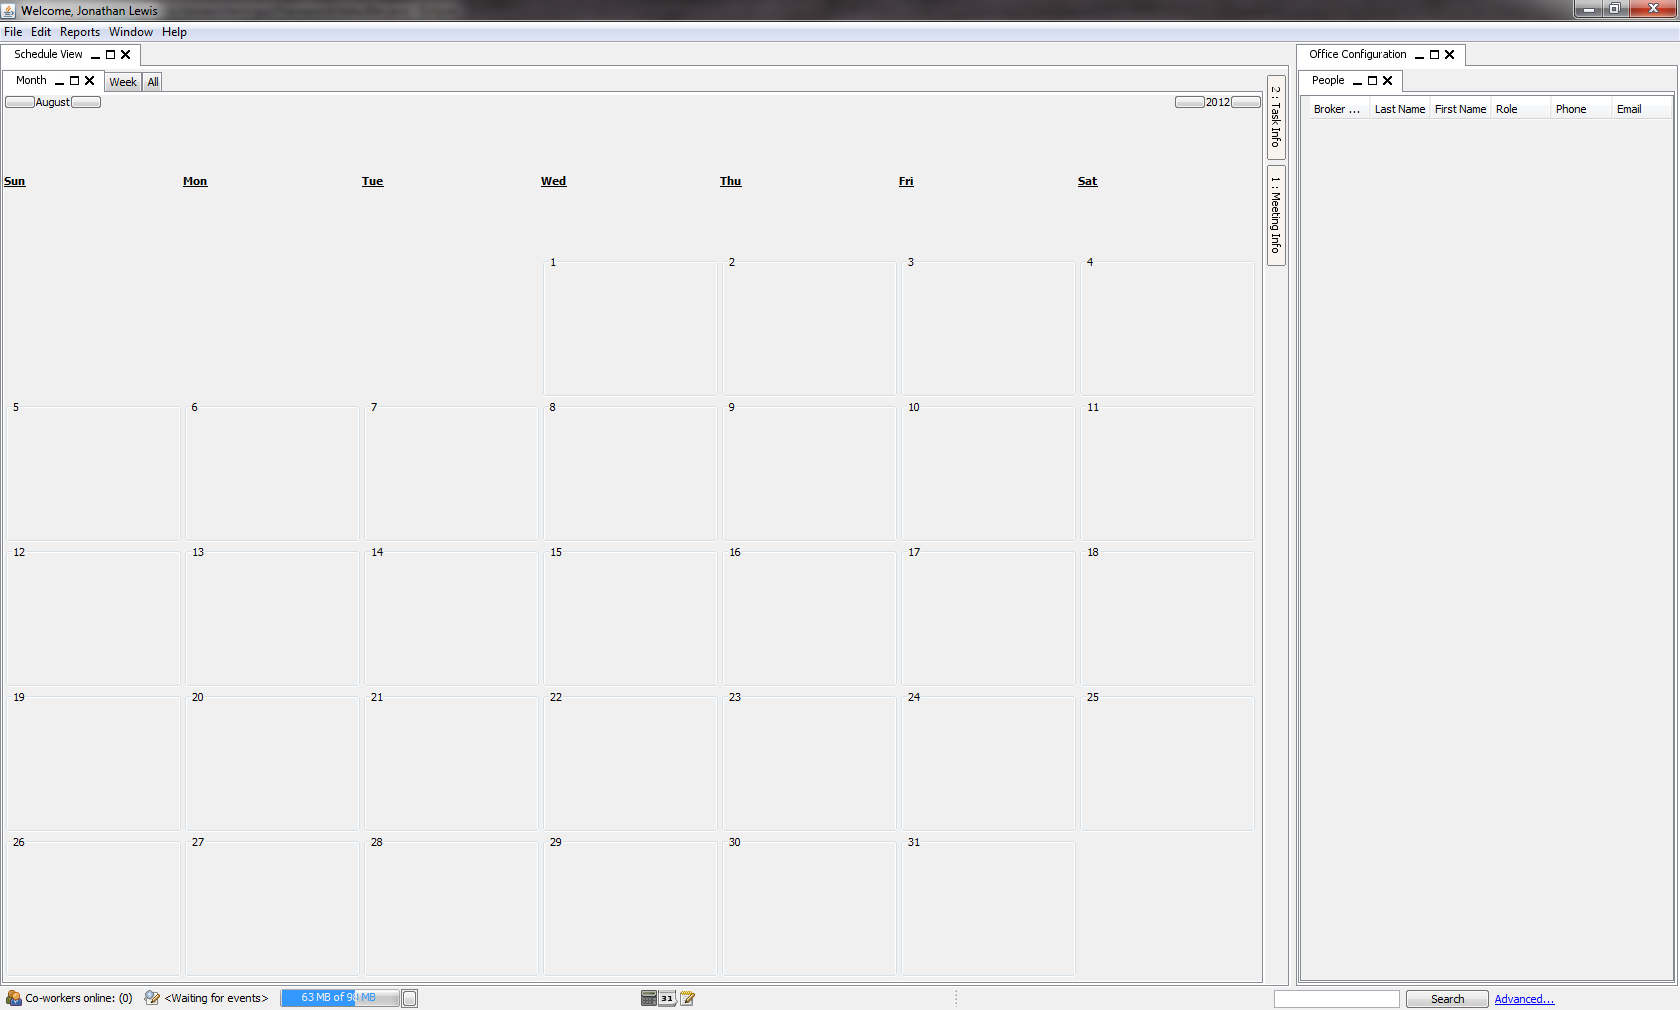 Welcome, Jonathan Lewis
File Edit Reports Window Help
Schedule View
Office Configuration
Month Week All
People
August 2012
Broker ... Last Name First Name Role Phone Email
2 : Task Info
1 : Meeting Info
Sun Mon Tue Wed Thu Fri Sat
1 2 3 4
5 6 7 8 9 10 11
12 13 14 15 16 17 18
19 20 21 22 23 24 25
26 27 28 29 30 31
Co-workers online: (0) <Waiting for events> 63 MB of 98 MB 31 Search Advanced...